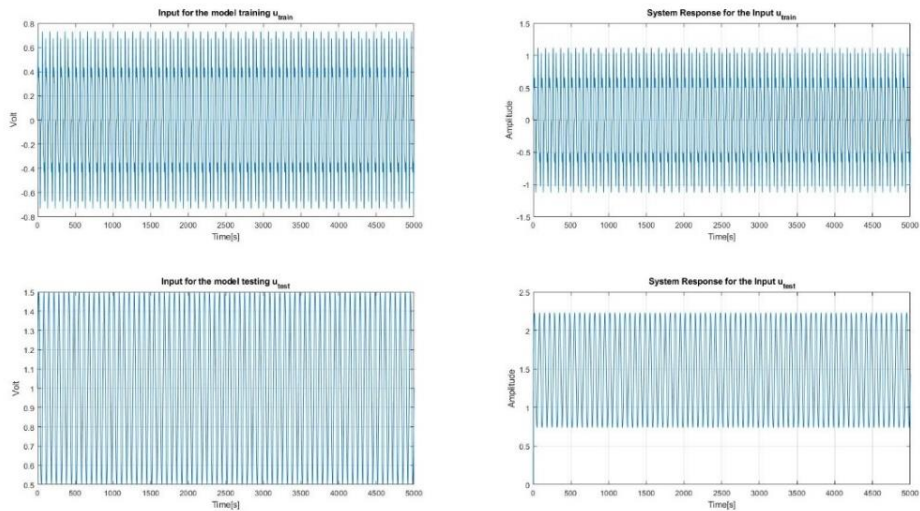 Input for the model training u_train
0.8
0.6
0.4
0.2
0
-0.2
-0.4
-0.6
-0.8
Volt
0 500 1000 1500 2000 2500 3000 3500 4000 4500 5000
Time[s]
System Response for the Input u_train
1.5
1
0.5
0
-0.5
-1
-1.5
Amplitude
0 500 1000 1500 2000 2500 3000 3500 4000 4500 5000
Time[s]
Input for the model testing u_test
1.5
1.4
1.3
1.2
1.1
1
0.9
0.8
0.7
0.6
0.5
Volt
0 500 1000 1500 2000 2500 3000 3500 4000 4500 5000
Time[s]
System Response for the Input u_test
2.5
2
1.5
1
0.5
0
Amplitude
0 500 1000 1500 2000 2500 3000 3500 4000 4500 5000
Time[s]